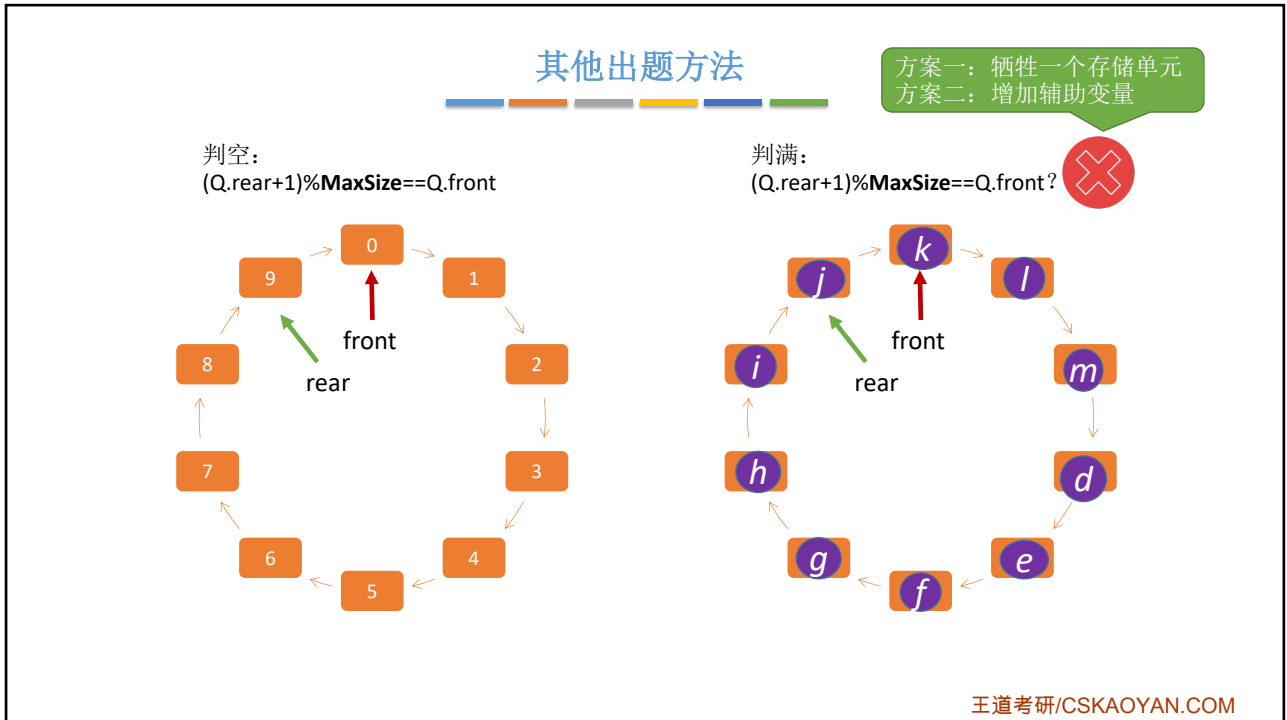 其他出题方法
方案一：牺牲一个存储单元
方案二：增加辅助变量
判空：
(Q.rear+1)%MaxSize==Q.front
判满：
(Q.rear+1)%MaxSize==Q.front？
0
9
1
front
8
2
rear
7
3
6
4
5
k
j
l
front
i
m
rear
h
d
g
e
f
王道考研/CSKAOYAN.COM